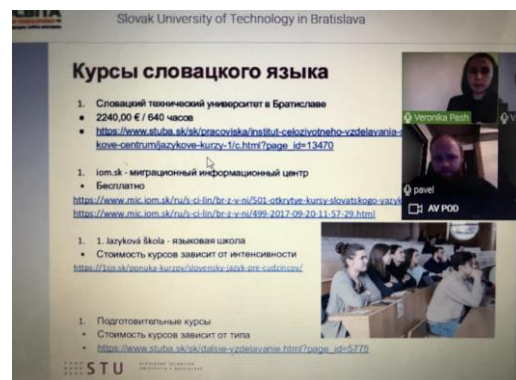 СВІТА
Slovak University of Technology in Bratislava
Курсы словацкого языка
1. Словацкий технический университет в Братиславе
● 2240,00 € / 640 часов
● https://www.stuba.sk/sk/pracoviska/institut-celozivotneho-vzdelavania-
kove-centrum/jazykove-kurzy-1/c.html?page_id=13470
1. iom.sk - миграционный информационный центр
• Бесплатно
https://www.mic.iom.sk/ru/s-ci-lin/br-z-v-ni/501-otkrytye-kursy-slovatskogo-yazyk
https://www.mic.iom.sk/ru/s-ci-lin/br-z-v-ni/499-2017-09-20-11-57-29.html
1. 1. Jazyková škola - языковая школа
• Стоимость курсов зависит от интенсивности
https://1sjs.sk/ponuka-kurzov/slovensky-jazyk-pre-cudzincov/
1. Подготовительные курсы
• Стоимость курсов зависит от типа
• https://www.stuba.sk/sk/dalsie-vzdelavanie.html?page_id=5775
STU
Veronika Pesh
V
pavel
AV POD